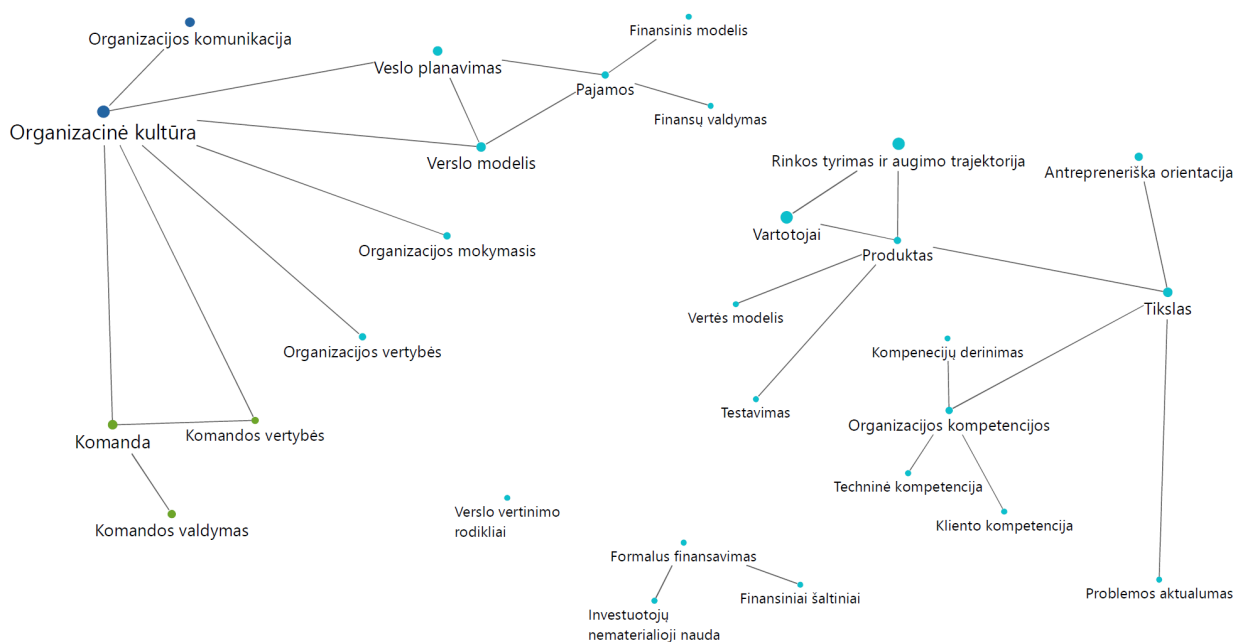 Finansinis modelis
Organizacijos komunikacija
Veslo planavimas
Pajamos
Finansų valdymas
Organizacinė kultūra
Verslo modelis
Rinkos tyrimas ir augimo trajektorija
Antrepreneriška orientacija
Vartotojai
Organizacijos mokymasis
Produktas
Tikslas
Vertės modelis
Organizacijos vertybės
Kompenecijų derinimas
Testavimas
Organizacijos kompetencijos
Komanda
Komandos vertybės
Techninė kompetencija
Verslo vertinimo
rodikliai
Kliento kompetencija
Komandos valdymas
Formalus finansavimas
Problemos aktualumas
Finansiniai šaltiniai
Investuotojų
nematerialioji nauda